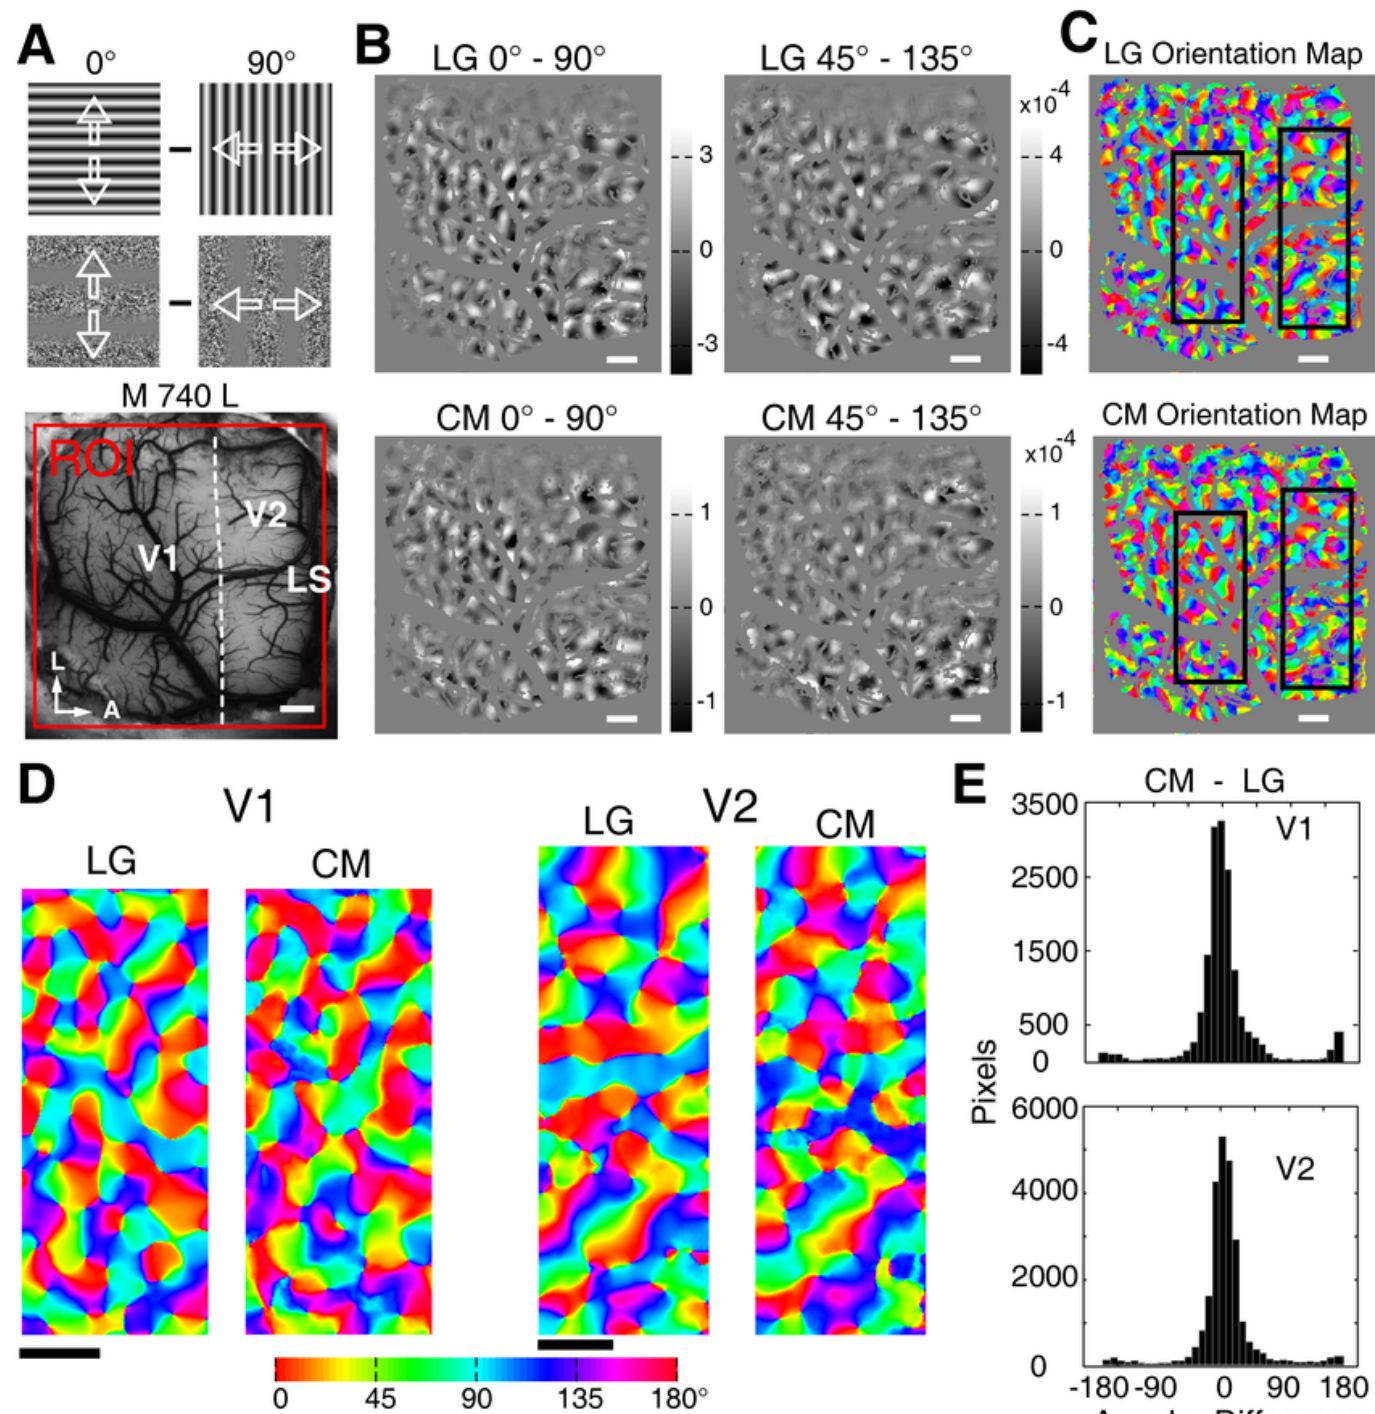 A
0°
90°
M 740 L
ROI
V2
V1
LS
L
A
B
LG 0° - 90°
LG 45° - 135°
x10-4
3
0
-3
4
0
-4
CM 0° - 90°
CM 45° - 135°
x10-4
1
0
-1
1
0
-1
C
LG Orientation Map
CM Orientation Map
D
V1
V2
LG
CM
LG
CM
0 45 90 135 180°
E
CM - LG
3500
2500
1500
500
0
V1
Pixels
6000
4000
2000
0
V2
-180 -90 0 90 180